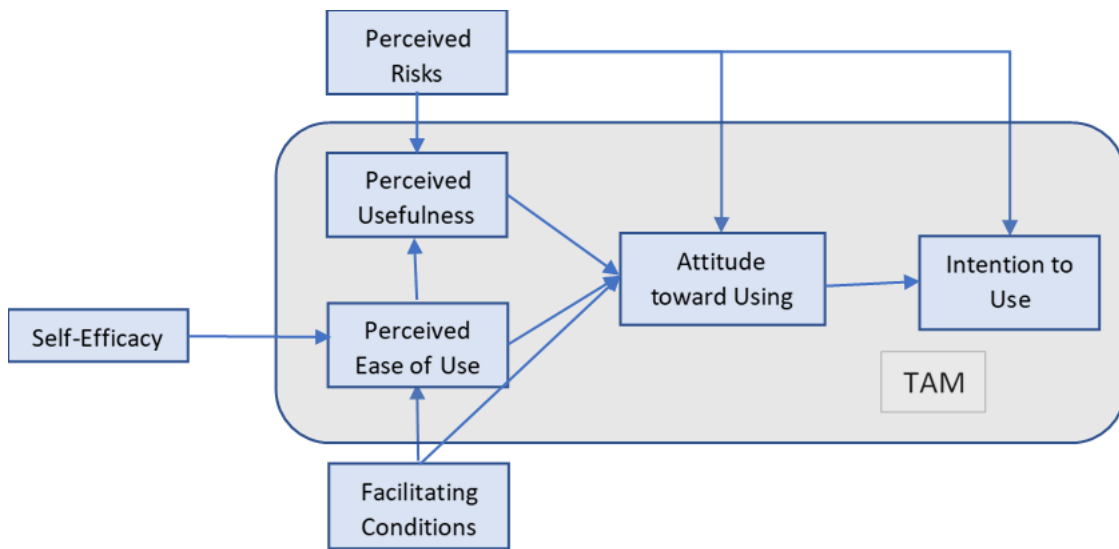 Perceived
Risks
Perceived
Usefulness
Attitude
toward Using
Intention to
Use
Self-Efficacy
Perceived
Ease of Use
TAM
Facilitating
Conditions